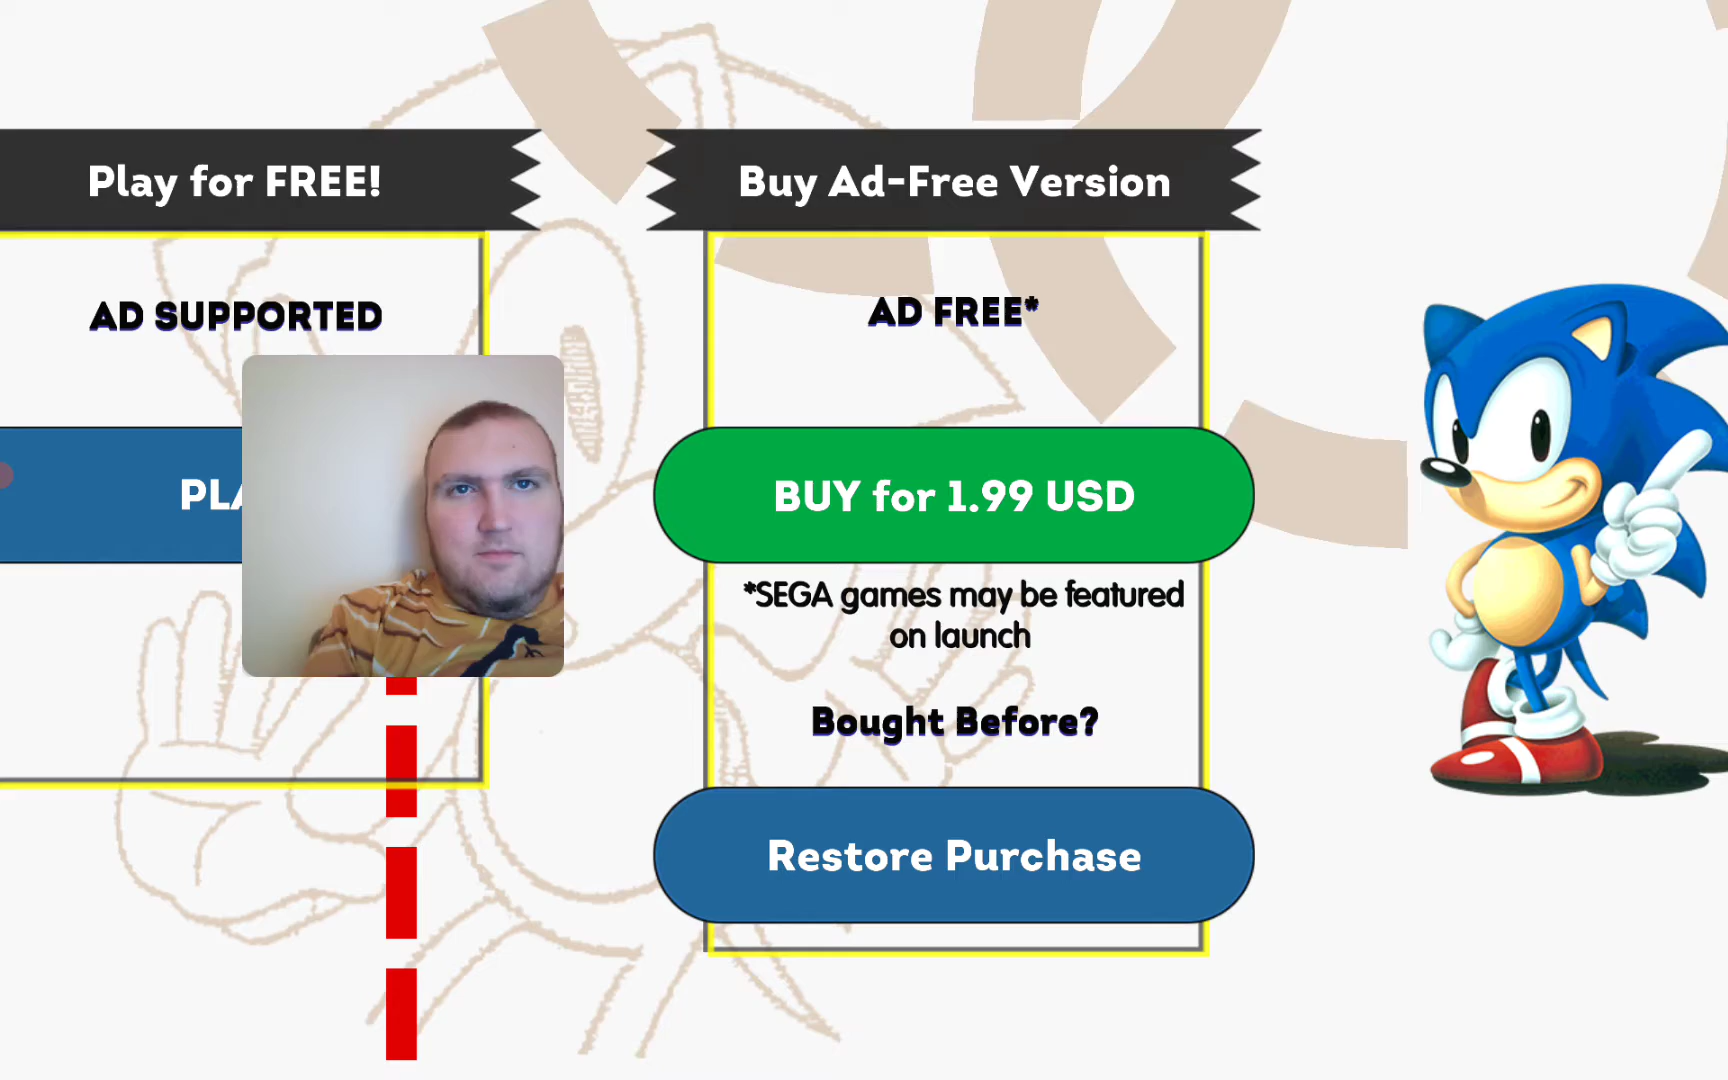 Play for FREE!
AD SUPPORTED
Buy Ad-Free Version
AD FREE*
BUY for 1.99 USD
*SEGA games may be featured
on launch
Bought Before?
Restore Purchase